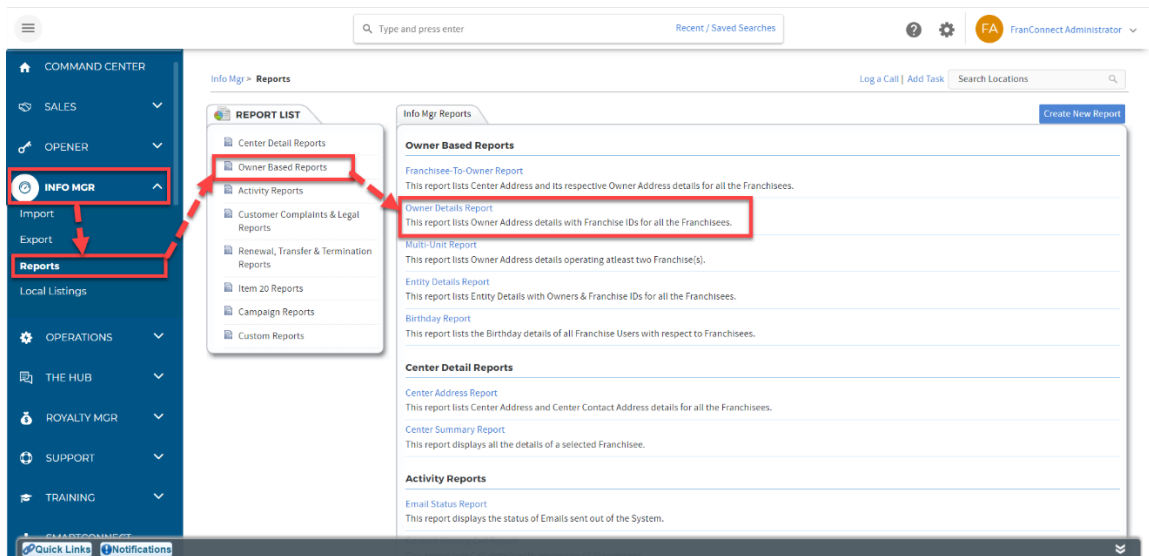 Type and press enter
Recent / Saved Searches
FA
FranConnect Administrator
COMMAND CENTER
SALES
OPENER
INFO MGR
Import
Export
Reports
Local Listings
OPERATIONS
THE HUB
ROYALTY MGR
SUPPORT
TRAINING
SMARTCONNECT
Info Mgr > Reports
Log a Call | Add Task
Search Locations
REPORT LIST
Center Detail Reports
Owner Based Reports
Activity Reports
Customer Complaints & Legal
Reports
Renewal, Transfer & Termination
Reports
Item 20 Reports
Campaign Reports
Custom Reports
Info Mgr Reports
Create New Report
Owner Based Reports
Franchisee-To-Owner Report
This report lists Center Address and its respective Owner Address details for all the Franchisees.
Owner Details Report
This report lists Owner Address details with Franchise IDs for all the Franchisees.
Multi-Unit Report
This report lists Owner Address details operating atleast two Franchise(s).
Entity Details Report
This report lists Entity Details with Owners & Franchise IDs for all the Franchisees.
Birthday Report
This report lists the Birthday details of all Franchise Users with respect to Franchisees.
Center Detail Reports
Center Address Report
This report lists Center Address and Center Contact Address details for all the Franchisees.
Center Summary Report
This report displays all the details of a selected Franchisee.
Activity Reports
Email Status Report
This report displays the status of Emails sent out of the System.
Quick Links
Notifications